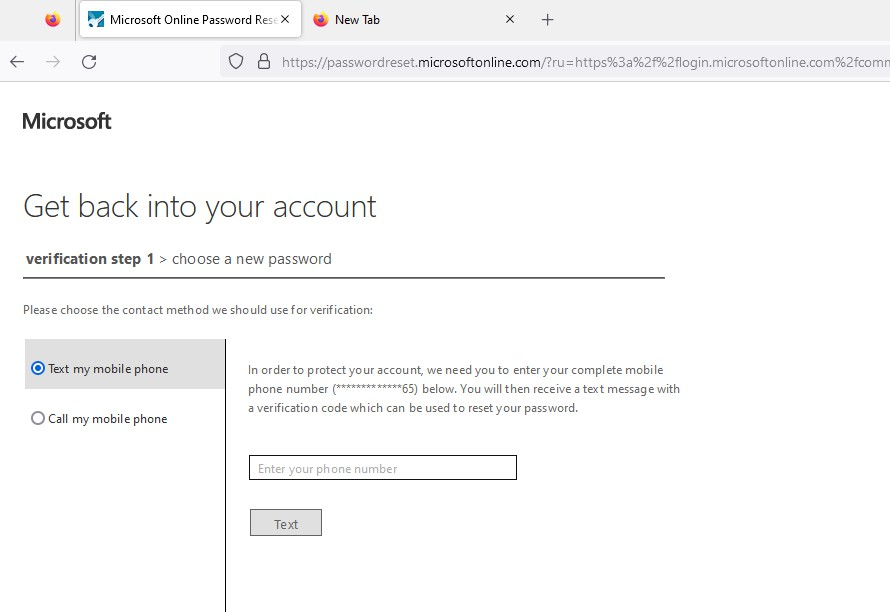 Microsoft Online Password Rese
New Tab
https://passwordreset.microsoftonline.com/?ru=https%3a%2f%2flogin.microsoftonline.com%2fcomm
Microsoft
Get back into your account
verification step 1 > choose a new password
Please choose the contact method we should use for verification:
Text my mobile phone
Call my mobile phone
In order to protect your account, we need you to enter your complete mobile
phone number (*************65) below. You will then receive a text message with
a verification code which can be used to reset your password.
Enter your phone number
Text